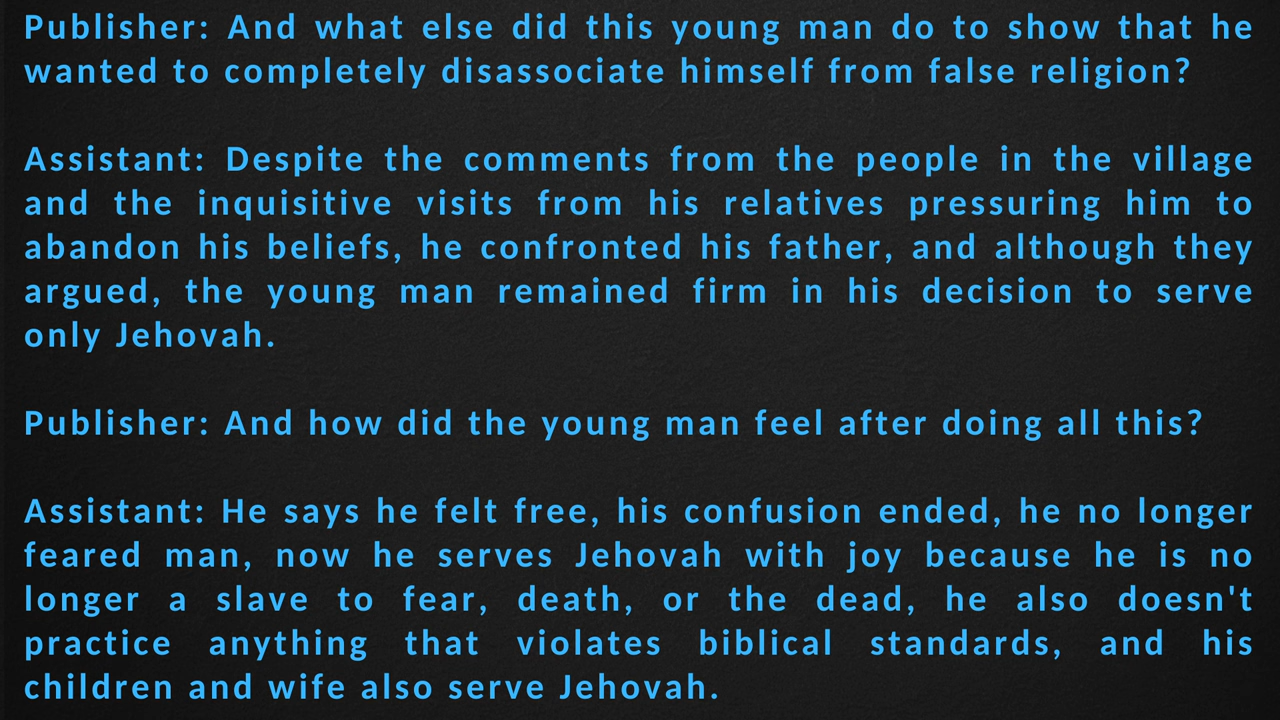 Publisher: And what else did this young man do to show that he
wanted to completely disassociate himself from false religion?
Assistant: Despite the comments from the people in the village
and the inquisitive visits from his relatives pressuring him to
abandon his beliefs, he confronted his father, and although they
argued, the young man remained firm in his decision to serve
only Jehovah.
Publisher: And how did the young man feel after doing all this?
Assistant: He says he felt free, his confusion ended, he no longer
feared man, now he serves Jehovah with joy because he is no
longer a slave to fear, death, or the dead, he also doesn't
practice anything that violates biblical standards, and his
children and wife also serve Jehovah.